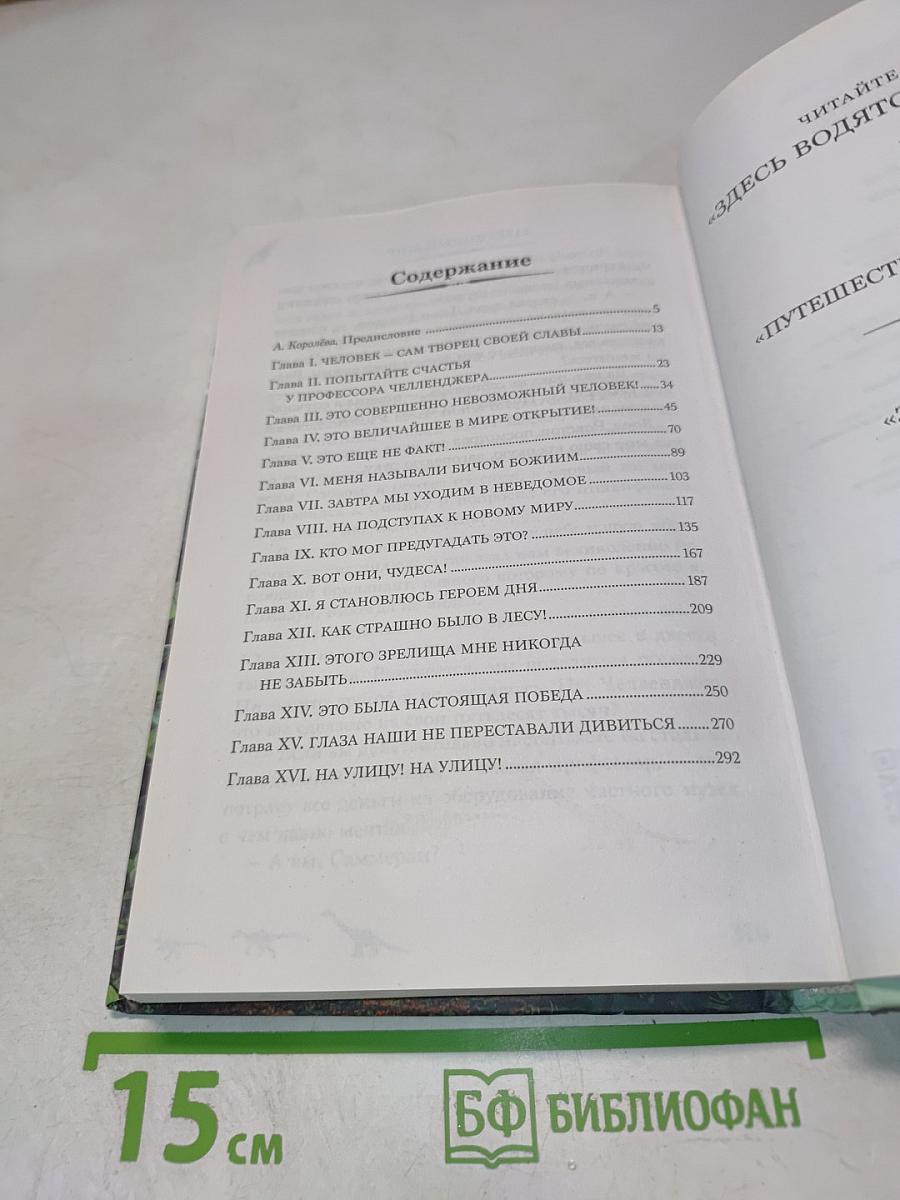 Содержание
А. Королёва. Предисловие ........ 5
Глава I. ЧЕЛОВЕК – САМ ТВОРЕЦ СВОЕЙ СЛАВЫ ........ 13
Глава II. ПОПЫТАЙТЕ СЧАСТЬЯ
У ПРОФЕССОРА ЧЕЛЛЕНДЖЕРА ........ 23
Глава III. ЭТО СОВЕРШЕННО НЕВОЗМОЖНЫЙ ЧЕЛОВЕК! ..... 34
Глава IV. ЭТО ВЕЛИЧАЙШЕЕ В МИРЕ ОТКРЫТИЕ! ........ 45
Глава V. ЭТО ЕЩЕ НЕ ФАКТ! ........ 70
Глава VI. МЕНЯ НАЗЫВАЛИ БИЧОМ БОЖИИМ ........ 89
Глава VII. ЗАВТРА МЫ УХОДИМ В НЕВЕДОМОЕ ........ 103
Глава VIII. НА ПОДСТУПАХ К НОВОМУ МИРУ ........ 117
Глава IX. КТО МОГ ПРЕДУГАДАТЬ ЭТО? ........ 135
Глава X. ВОТ ОНИ, ЧУДЕСА! ........ 167
Глава XI. Я СТАНОВЛЮСЬ ГЕРОЕМ ДНЯ ........ 187
Глава XII. КАК СТРАШНО БЫЛО В ЛЕСУ! ........ 209
Глава XIII. ЭТОГО ЗРЕЛИЩА МНЕ НИКОГДА
НЕ ЗАБЫТЬ ........ 229
Глава XIV. ЭТО БЫЛА НАСТОЯЩАЯ ПОБЕДА ........ 250
Глава XV. ГЛАЗА НАШИ НЕ ПЕРЕСТАВАЛИ ДИВИТЬСЯ ........ 270
Глава XVI. НА УЛИЦУ! НА УЛИЦУ! ........ 292
ЧИТАЙТЕ
«ЗДЕСЬ ВОДЯТС
«ПУТЕШЕСТ
15 см
БФ БИБЛИОФАН